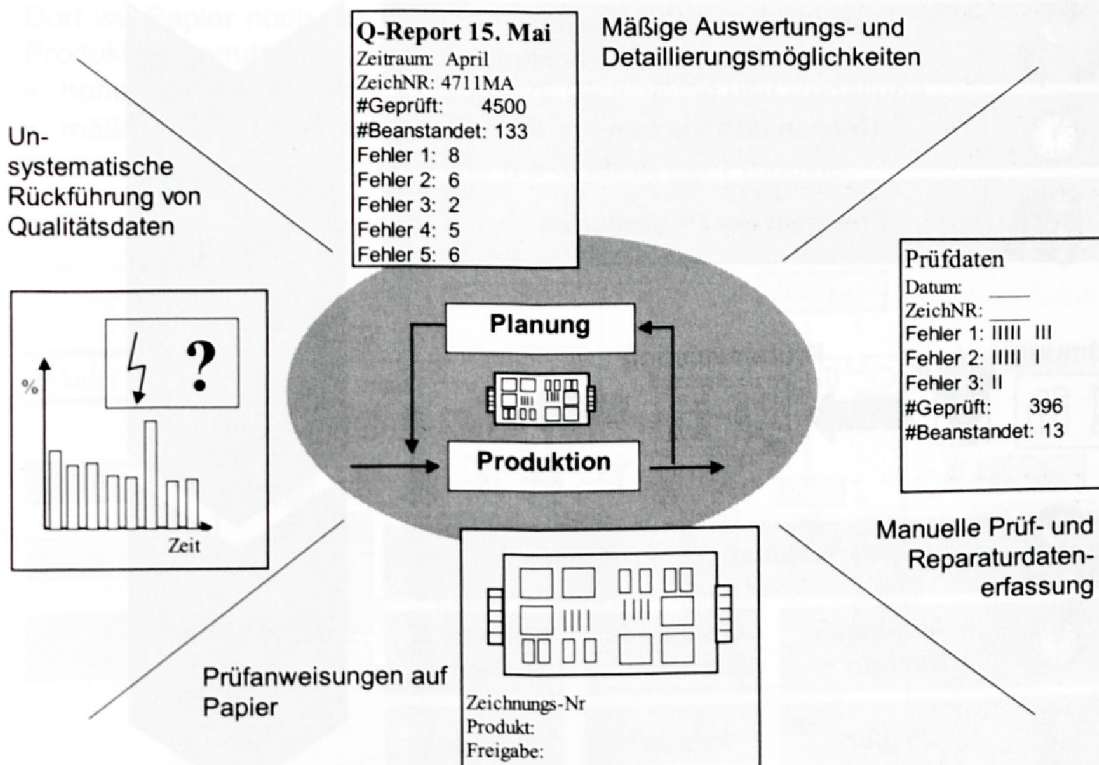 Q-Report 15. Mai
Zeitraum: April
ZeichNR: 4711MA
#Geprüft: 4500
#Beanstandet: 133
Fehler 1: 8
Fehler 2: 6
Fehler 3: 2
Fehler 4: 5
Fehler 5: 6
Mäßige Auswertungs- und
Detaillierungsmöglichkeiten
Un-
systematische
Rückführung von
Qualitätsdaten
?
%
Zeit
Planung
Produktion
Prüfdaten
Datum: ____
ZeichNR: ____
Fehler 1: IIIII III
Fehler 2: IIIII I
Fehler 3: II
#Geprüft: 396
#Beanstandet: 13
Manuelle Prüf- und
Reparaturdaten-
erfassung
Prüfanweisungen auf
Papier
Zeichnungs-Nr
Produkt:
Freigabe: